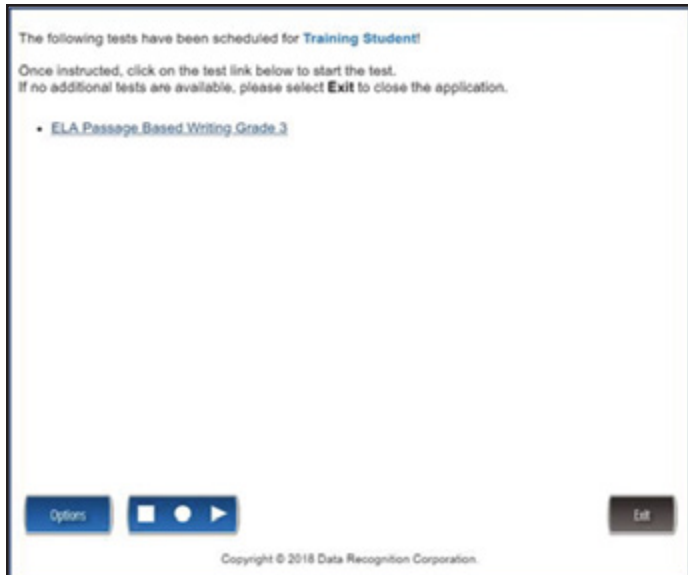 The following tests have been scheduled for Training Student!
Once instructed, click on the test link below to start the test.
If no additional tests are available, please select Exit to close the application.
• ELA Passage Based Writing Grade 3
Options
Exit
Copyright © 2018 Data Recognition Corporation.